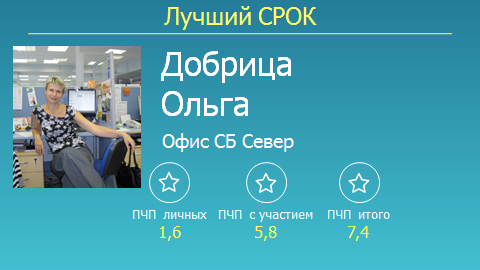 Лучший СРОК
Добрица
Ольга
Офис СБ Север
ПЧП личных ПЧП с участием ПЧП итого
1,6 5,8 7,4